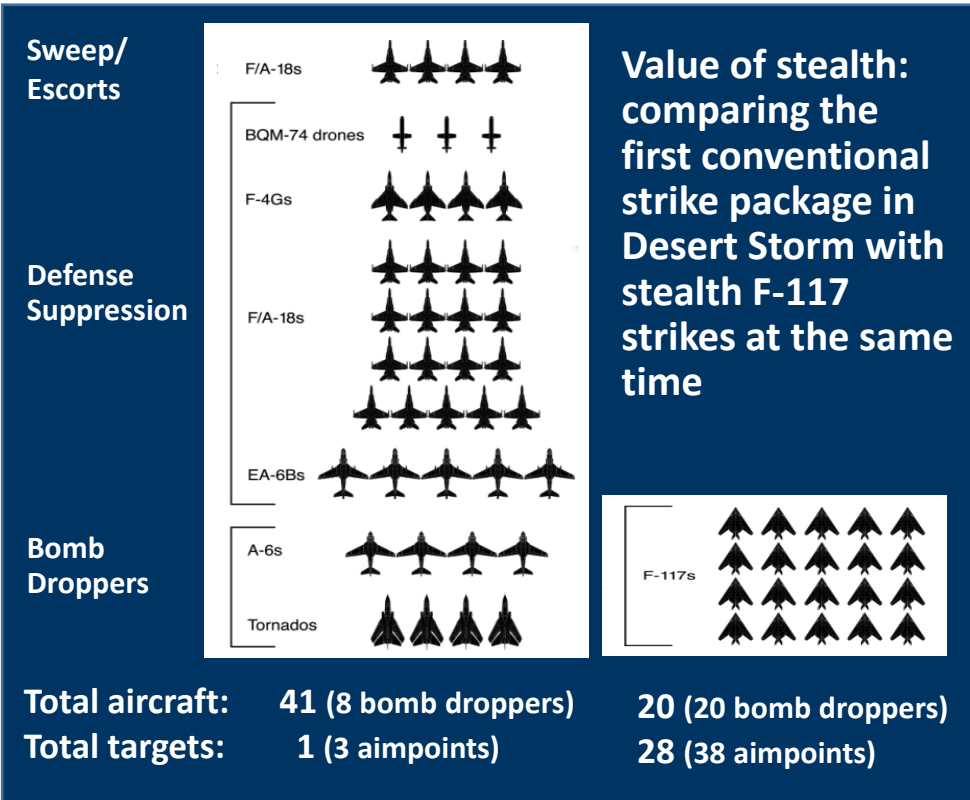 Sweep/
Escorts
F/A-18s
BQM-74 drones
F-4Gs
Defense
Suppression
F/A-18s
EA-6Bs
Bomb
Droppers
A-6s
Tornados
Value of stealth:
comparing the
first conventional
strike package in
Desert Storm with
stealth F-117
strikes at the same
time
F-117s
Total aircraft: 41 (8 bomb droppers) 20 (20 bomb droppers)
Total targets: 1 (3 aimpoints) 28 (38 aimpoints)